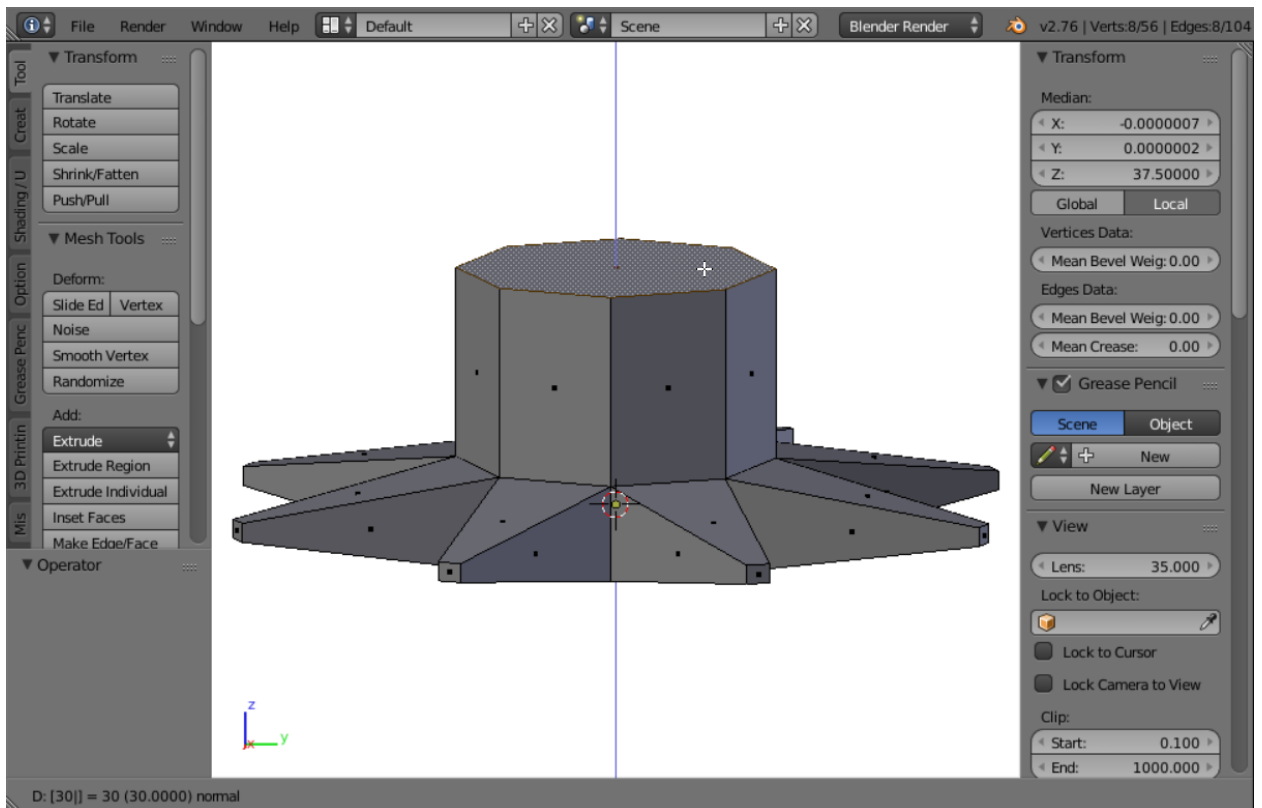 File Render Window Help Default Scene Blender Render v2.76 | Verts:8/56 | Edges:8/104
Tool
Creat
Shading / U
Option
Grease Penc
3D Printin
Mis
Transform
Translate
Rotate
Scale
Shrink/Fatten
Push/Pull
Mesh Tools
Deform:
Slide Ed Vertex
Noise
Smooth Vertex
Randomize
Add:
Extrude
Extrude Region
Extrude Individual
Inset Faces
Make Edge/Face
Operator
z
y
x
Transform
Median:
X: -0.0000007
Y: 0.0000002
Z: 37.50000
Global Local
Vertices Data:
Mean Bevel Weig: 0.00
Edges Data:
Mean Bevel Weig: 0.00
Mean Crease: 0.00
Grease Pencil
Scene Object
New
New Layer
View
Lens: 35.000
Lock to Object:
Lock to Cursor
Lock Camera to View
Clip:
Start: 0.100
End: 1000.000
D: [30|] = 30 (30.0000) normal